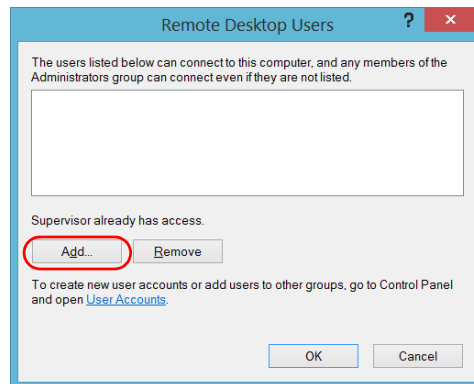 Remote Desktop Users
?
×
The users listed below can connect to this computer, and any members of the
Administrators group can connect even if they are not listed.
Supervisor already has access.
Add...
Remove
To create new user accounts or add users to other groups, go to Control Panel
and open User Accounts.
OK
Cancel